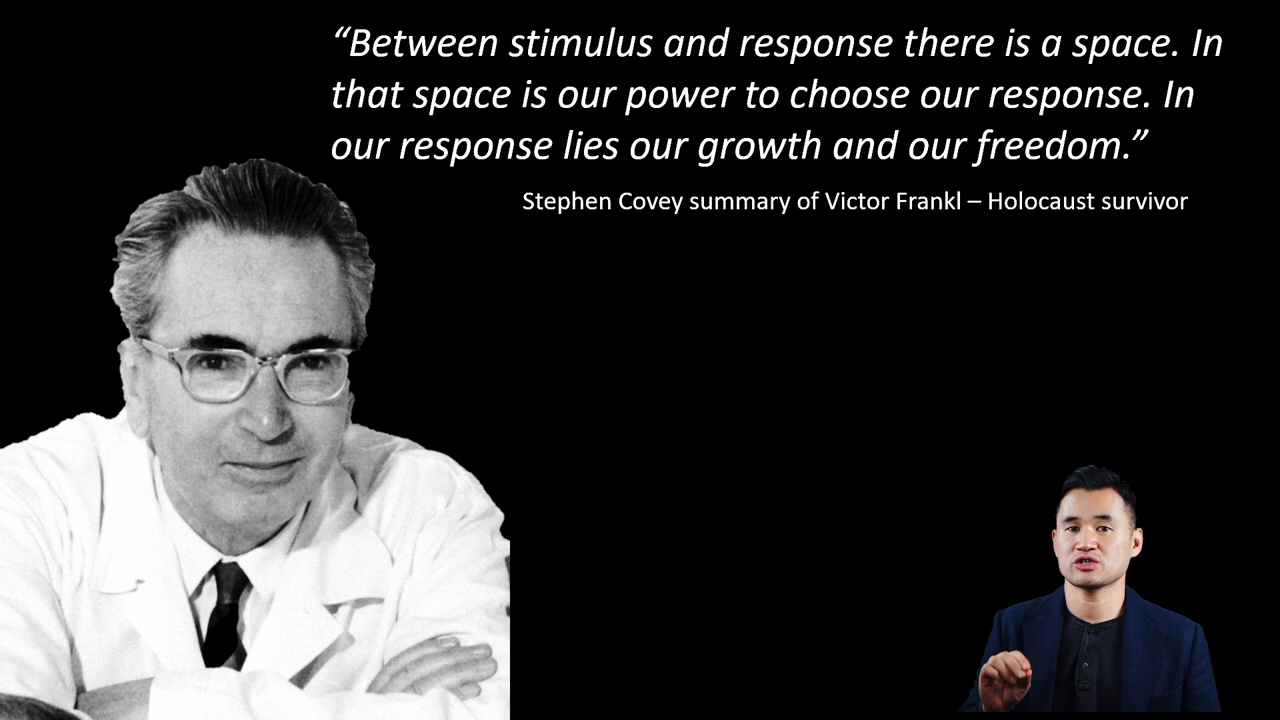 “Between stimulus and response there is a space. In
that space is our power to choose our response. In
our response lies our growth and our freedom.”
Stephen Covey summary of Victor Frankl – Holocaust survivor